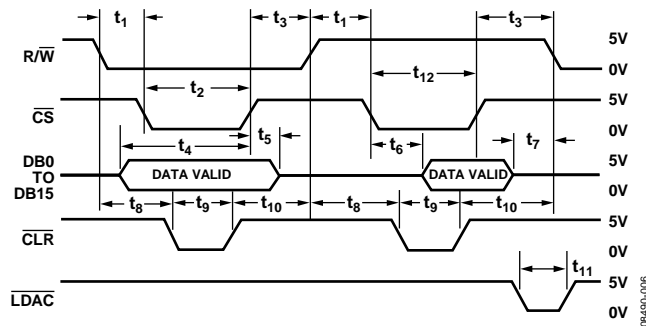 t1 t3 t1 t3
R/W 5V
0V
t2 t12
CS 5V
0V
t4 t5 t6 t7
DB0
TO
DB15
DATA VALID DATA VALID
5V
0V
t8 t9 t10 t8 t9 t10
CLR 5V
0V
t11
LDAC 5V
0V
08490-006